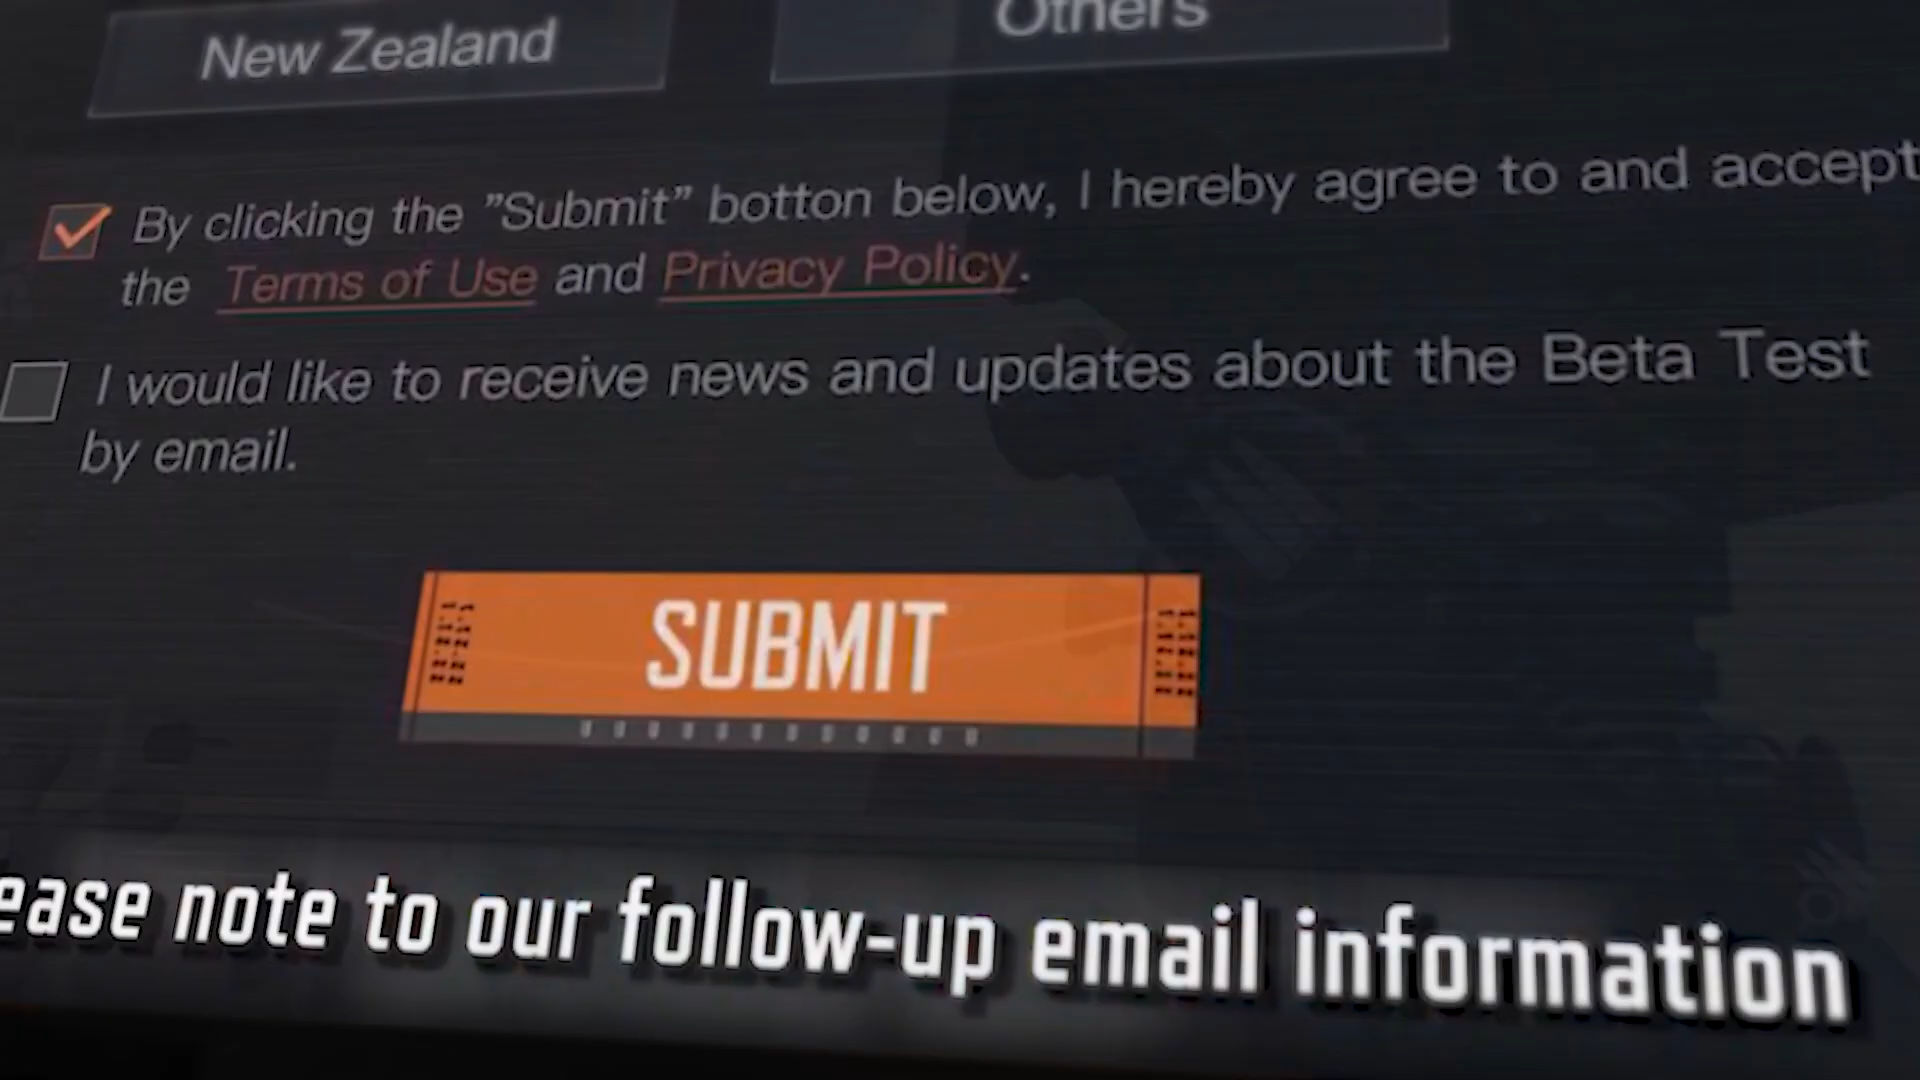 New Zealand
Others
By clicking the ”Submit” botton below, I hereby agree to and accept
the Terms of Use and Privacy Policy.
I would like to receive news and updates about the Beta Test
by email.
SUBMIT
ease note to our follow-up email information